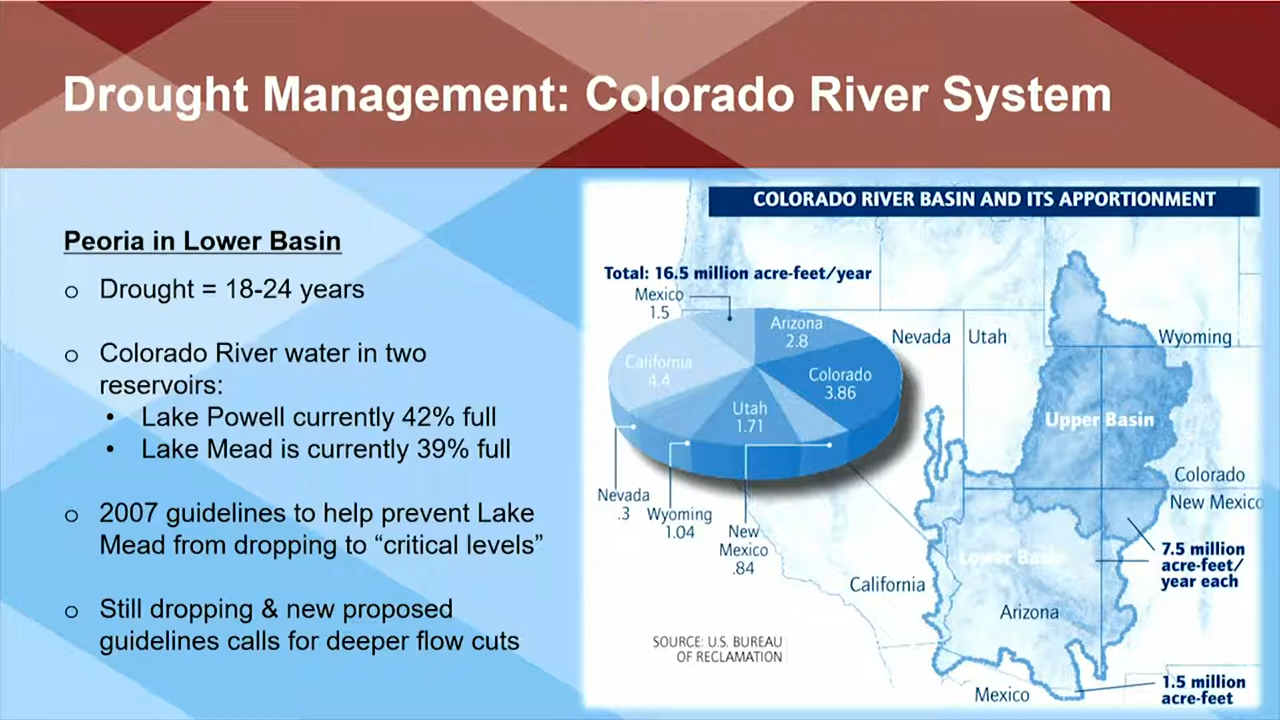 Drought Management: Colorado River System
Peoria in Lower Basin
o Drought = 18-24 years
o Colorado River water in two
reservoirs:
• Lake Powell currently 42% full
• Lake Mead is currently 39% full
o 2007 guidelines to help prevent Lake
Mead from dropping to “critical levels”
o Still dropping & new proposed
guidelines calls for deeper flow cuts
COLORADO RIVER BASIN AND ITS APPORTIONMENT
Total: 16.5 million acre-feet/year
Mexico
1.5
Arizona
2.8
California
4.4
Colorado
3.86
Utah
1.71
Nevada
.3
Wyoming
1.04
New
Mexico
.84
Nevada
Utah
Wyoming
Upper Basin
Colorado
New Mexico
Lower Basin
7.5 million
acre-feet/
year each
California
Arizona
SOURCE: U.S. BUREAU
OF RECLAMATION
Mexico
1.5 million
acre-feet